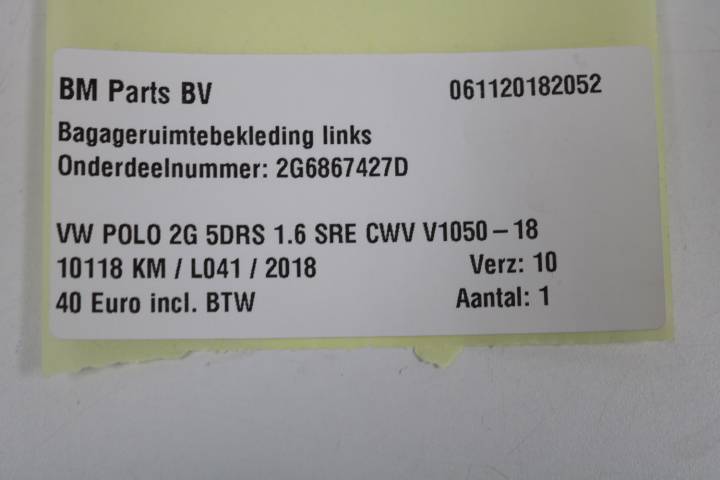 BM Parts BV 061120182052
Bagageruimtebekleding links
Onderdeelnummer: 2G6867427D
VW POLO 2G 5DRS 1.6 SRE CWV V1050 – 18
10118 KM / L041 / 2018 Verz: 10
40 Euro incl. BTW Aantal: 1